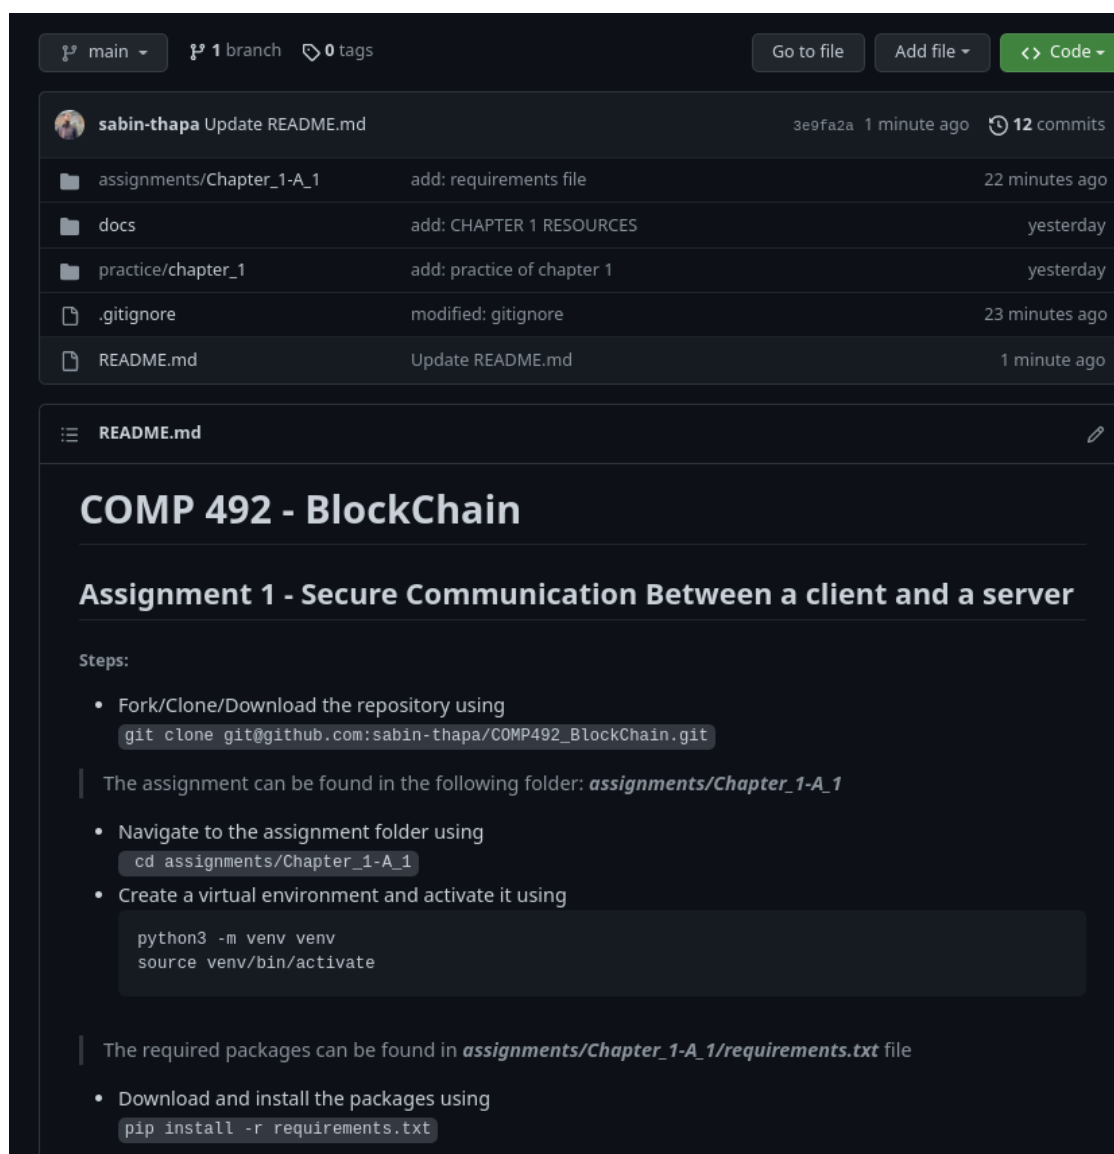 main 1 branch 0 tags Go to file Add file Code
sabin-thapa Update README.md 3e9fa2a 1 minute ago 12 commits
assignments/Chapter_1-A_1 add: requirements file 22 minutes ago
docs add: CHAPTER 1 RESOURCES yesterday
practice/chapter_1 add: practice of chapter 1 yesterday
.gitignore modified: gitignore 23 minutes ago
README.md Update README.md 1 minute ago
README.md
COMP 492 - BlockChain
Assignment 1 - Secure Communication Between a client and a server
Steps:
Fork/Clone/Download the repository using
git clone git@github.com:sabin-thapa/COMP492_BlockChain.git
The assignment can be found in the following folder: assignments/Chapter_1-A_1
Navigate to the assignment folder using
cd assignments/Chapter_1-A_1
Create a virtual environment and activate it using
python3 -m venv venv
source venv/bin/activate
The required packages can be found in assignments/Chapter_1-A_1/requirements.txt file
Download and install the packages using
pip install -r requirements.txt